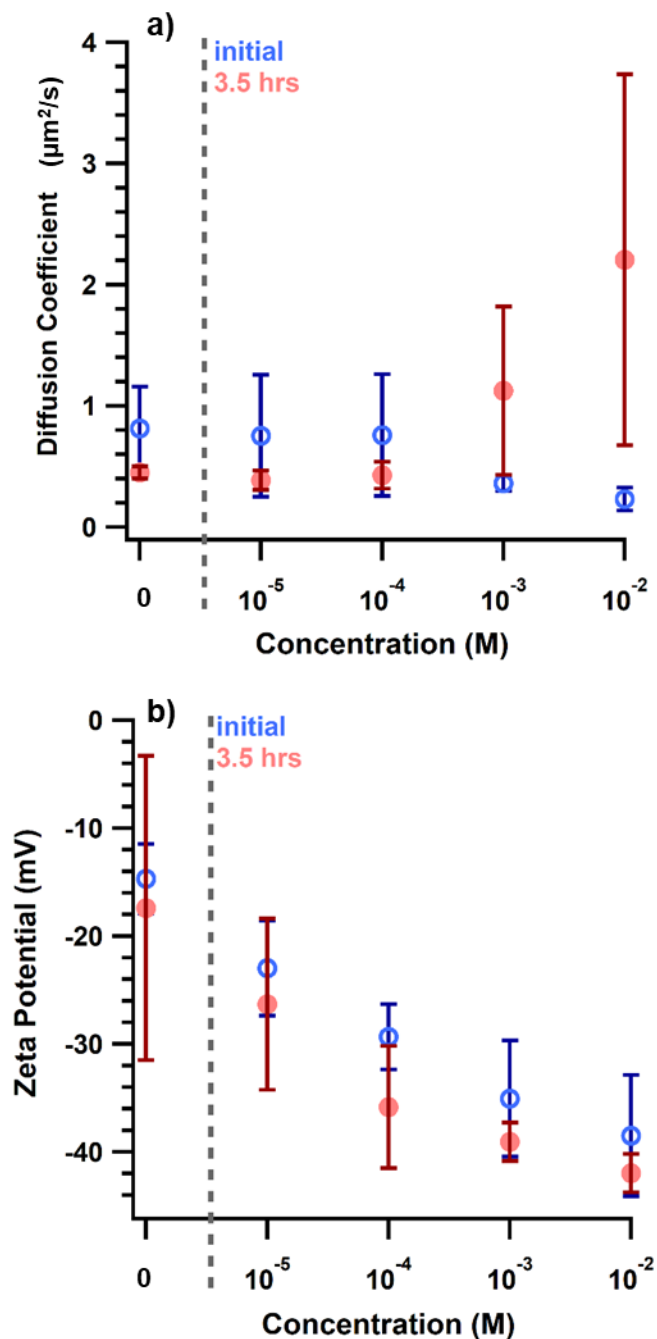 a)
initial
3.5 hrs
Diffusion Coefficient (µm²/s)
4
3
2
1
0
0 10⁻⁵ 10⁻⁴ 10⁻³ 10⁻²
Concentration (M)
b)
initial
3.5 hrs
Zeta Potential (mV)
0
-10
-20
-30
-40
0 10⁻⁵ 10⁻⁴ 10⁻³ 10⁻²
Concentration (M)